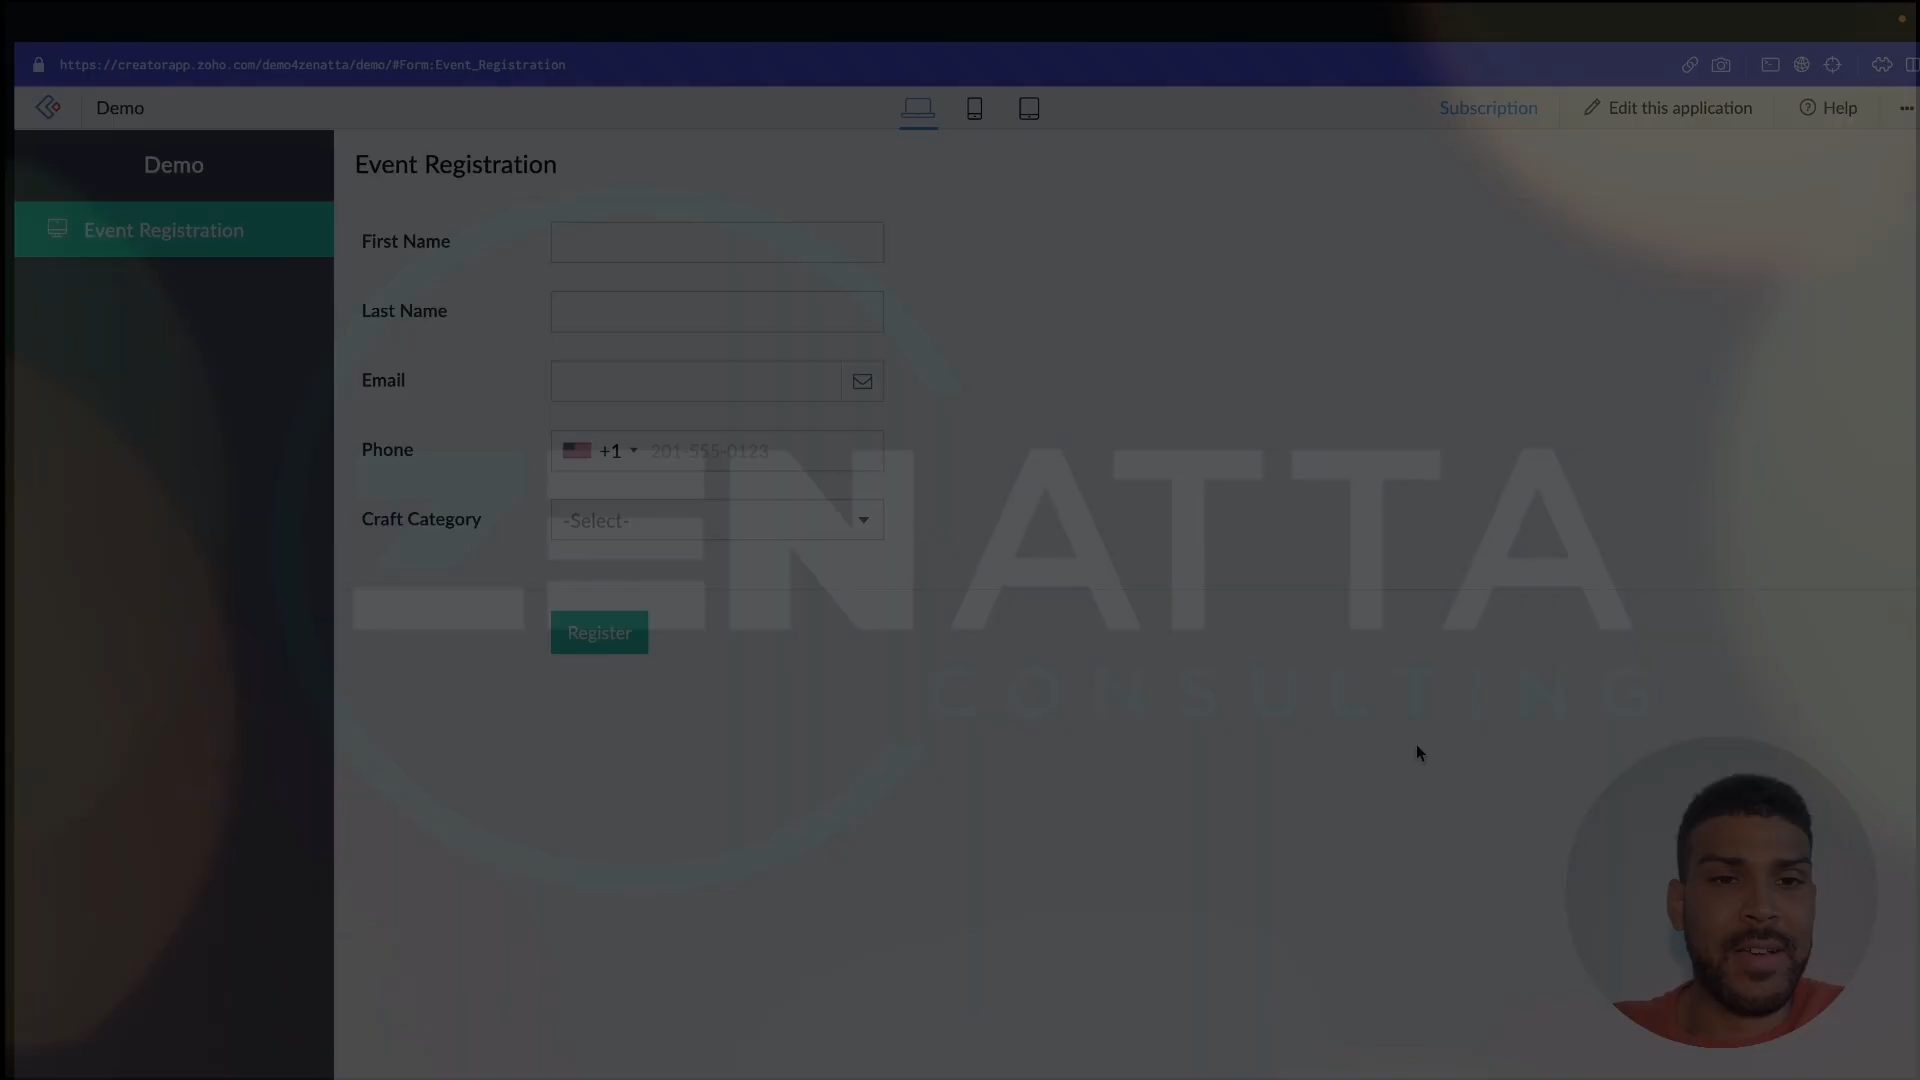 https://creatorapp.zoho.com/demo4zenatta/demo/#Form:Event_Registration
Demo
Subscription
Edit this application
Help
Demo
Event Registration
Event Registration
First Name
Last Name
Email
Phone
+1
201-555-0123
Craft Category
-Select-
Register
ZENATTA
CONSULTING